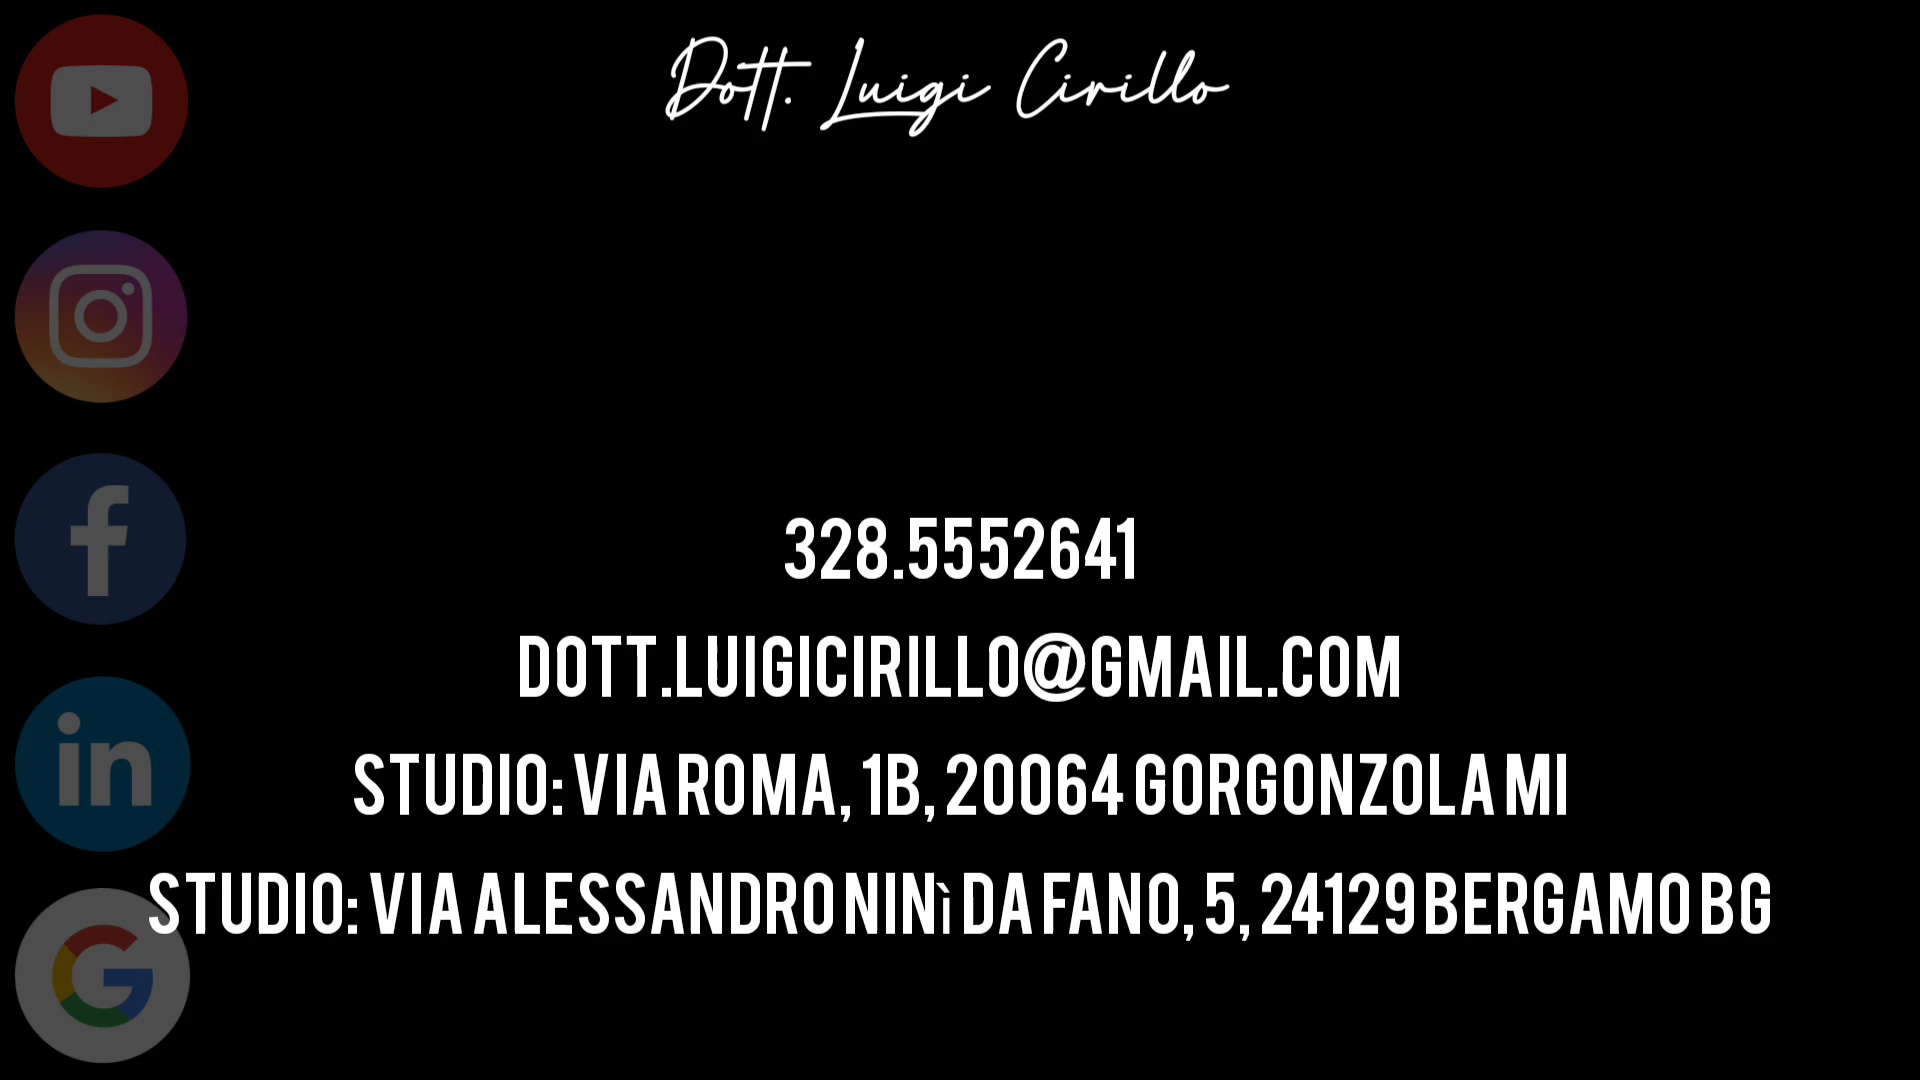 Dott. Luigi Cirillo
328.5552641
DOTT.LUIGICIRILLO@GMAIL.COM
STUDIO: VIA ROMA, 1B, 20064 GORGONZOLA MI
STUDIO: VIA ALESSANDRO NINì DA FANO, 5, 24129 BERGAMO BG